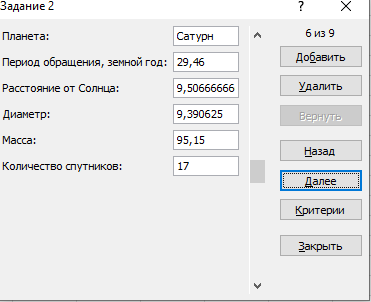 Задание 2
?
6 из 9
Планета: Сатурн
Период обращения, земной год: 29,46
Расстояние от Солнца: 9,50666666
Диаметр: 9,390625
Масса: 95,15
Количество спутников: 17
Добавить
Удалить
Вернуть
Назад
Далее
Критерии
Закрыть